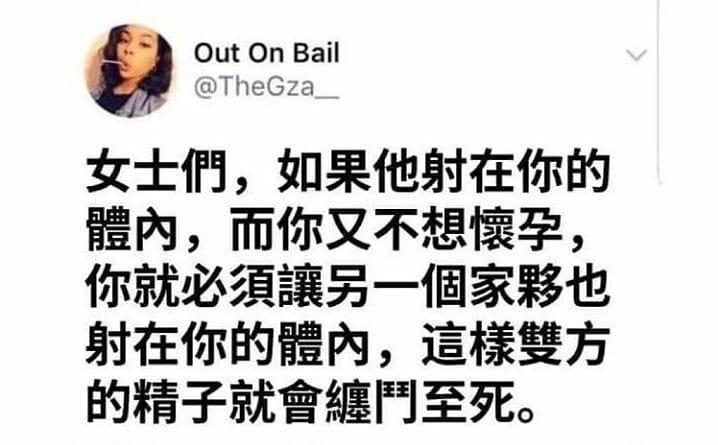 Out On Bail
@TheGza__
女士們，如果他射在你的
體內，而你又不想懷孕，
你就必須讓另一個家夥也
射在你的體內，這樣雙方
的精子就會纏鬥至死。